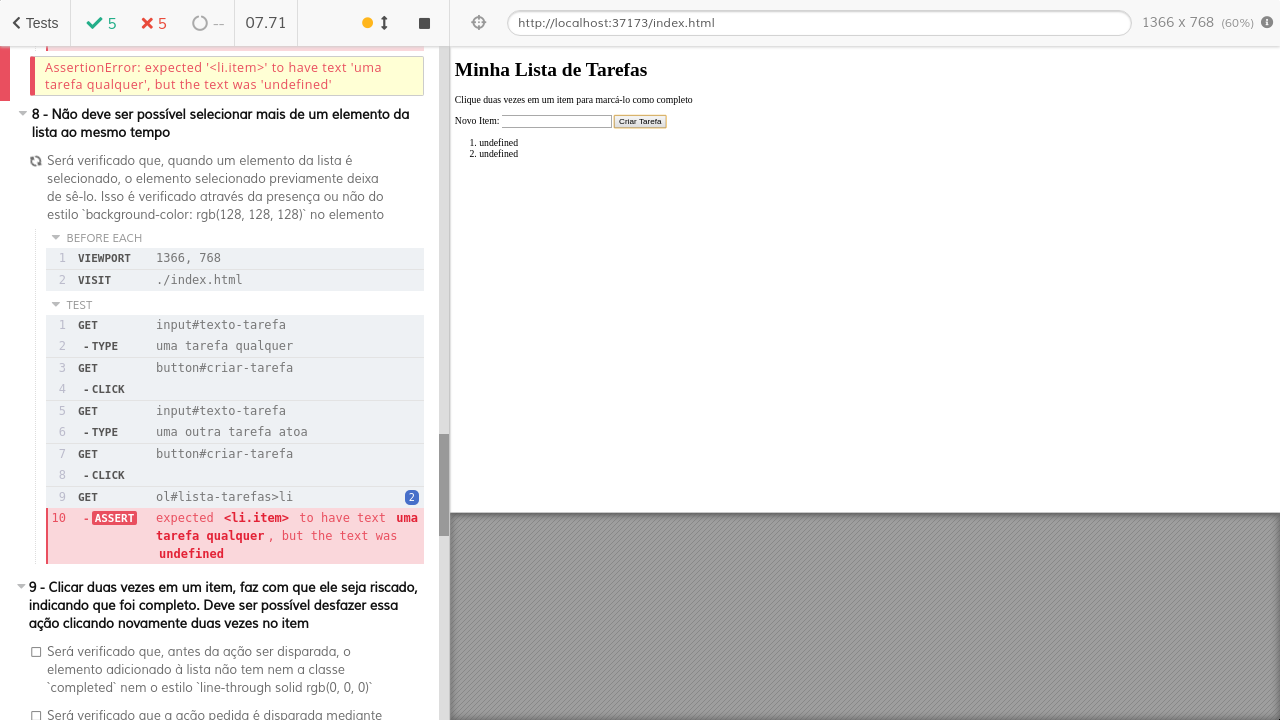 Tests
5
5
--
07.71
http://localhost:37173/index.html
1366 x 768 (60%)
AssertionError: expected '<li.item>' to have text 'uma
tarefa qualquer', but the text was 'undefined'
8 - Não deve ser possível selecionar mais de um elemento da
lista ao mesmo tempo
Será verificado que, quando um elemento da lista é
selecionado, o elemento selecionado previamente deixa
de sê-lo. Isso é verificado através da presença ou não do
estilo `background-color: rgb(128, 128, 128)` no elemento
BEFORE EACH
1 VIEWPORT 1366, 768
2 VISIT ./index.html
TEST
1 GET input#texto-tarefa
2 - TYPE uma tarefa qualquer
3 GET button#criar-tarefa
4 - CLICK
5 GET input#texto-tarefa
6 - TYPE uma outra tarefa atoa
7 GET button#criar-tarefa
8 - CLICK
9 GET ol#lista-tarefas>li 2
10 - ASSERT expected <li.item> to have text uma
tarefa qualquer , but the text was
undefined
9 - Clicar duas vezes em um item, faz com que ele seja riscado,
indicando que foi completo. Deve ser possível desfazer essa
ação clicando novamente duas vezes no item
Será verificado que, antes da ação ser disparada, o
elemento adicionado à lista não tem nem a classe
`completed` nem o estilo `line-through solid rgb(0, 0, 0)`
Será verificado que a ação pedida é disparada mediante
Minha Lista de Tarefas
Clique duas vezes em um item para marcá-lo como completo
Novo Item: Criar Tarefa
1. undefined
2. undefined